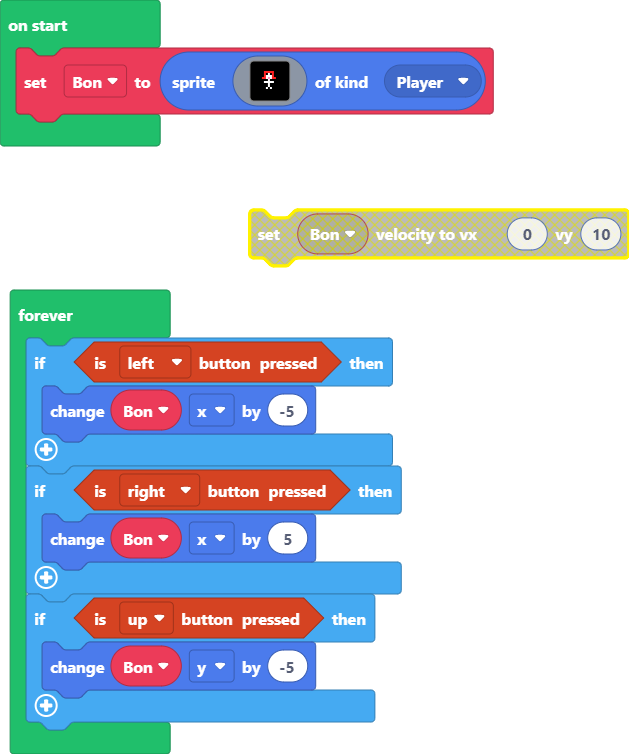 on start
set Bon to sprite of kind Player
set Bon velocity to vx 0 vy 10
forever
if is left button pressed then
change Bon x by -5
if is right button pressed then
change Bon x by 5
if is up button pressed then
change Bon y by -5